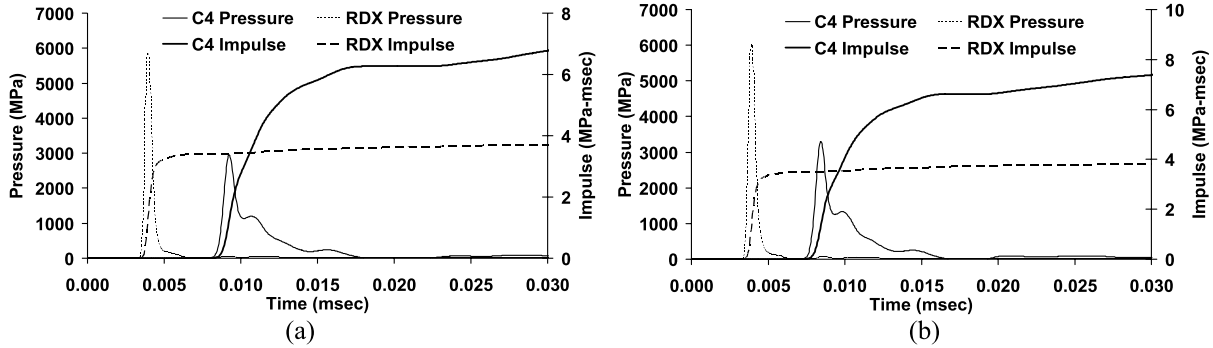 C4 Pressure
RDX Pressure
C4 Impulse
RDX Impulse
7000
6000
5000
4000
3000
2000
1000
0
Pressure (MPa)
8
6
4
2
0
Impulse (MPa-msec)
0.000 0.005 0.010 0.015 0.020 0.025 0.030
Time (msec)
(a)
C4 Pressure
RDX Pressure
C4 Impulse
RDX Impulse
7000
6000
5000
4000
3000
2000
1000
0
Pressure (MPa)
10
8
6
4
2
0
Impulse (MPa-msec)
0.000 0.005 0.010 0.015 0.020 0.025 0.030
Time (msec)
(b)